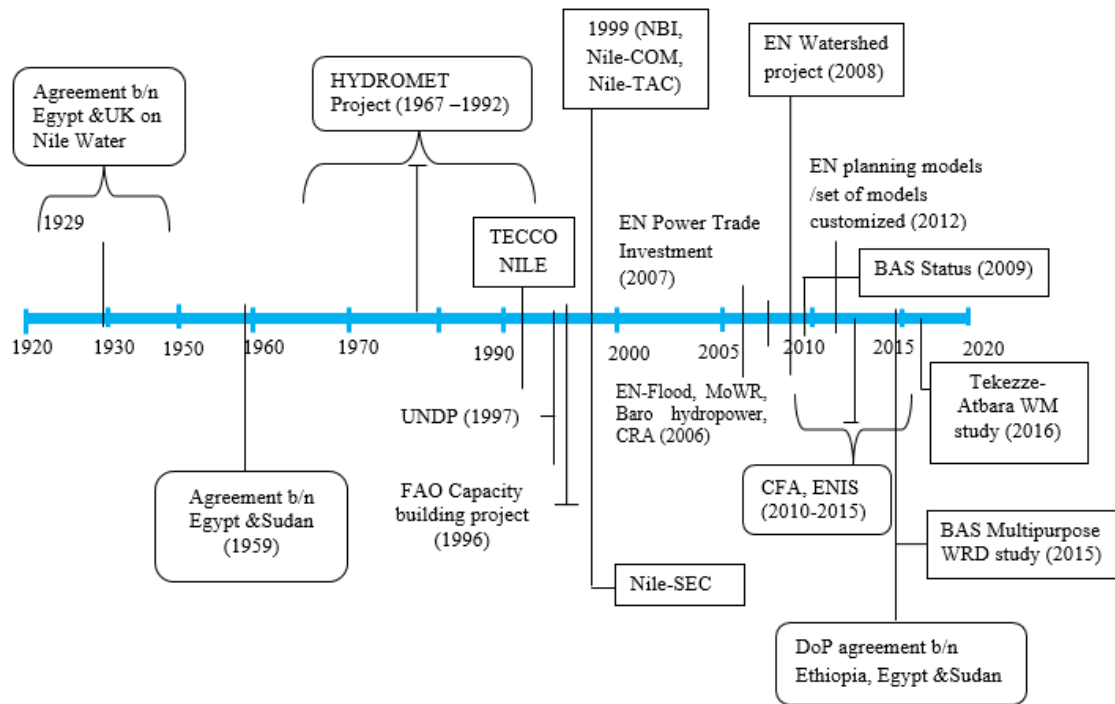 1999 (NBI,
Nile-COM,
Nile-TAC)
EN Watershed
project (2008)
Agreement b/n
Egypt &UK on
Nile Water
HYDROMET
Project (1967 –1992)
EN planning models
/set of models
customized (2012)
1929
TECCO
NILE
EN Power Trade
Investment
(2007)
BAS Status (2009)
1920
1930
1950
1960
1970
1990
2000
2005
2010
2015
2020
UNDP (1997)
EN-Flood, MoWR,
Baro hydropower,
CRA (2006)
Tekezze-
Atbara WM
study (2016)
Agreement b/n
Egypt &Sudan
(1959)
FAO Capacity
building project
(1996)
CFA, ENIS
(2010-2015)
BAS Multipurpose
WRD study (2015)
Nile-SEC
DoP agreement b/n
Ethiopia, Egypt &Sudan